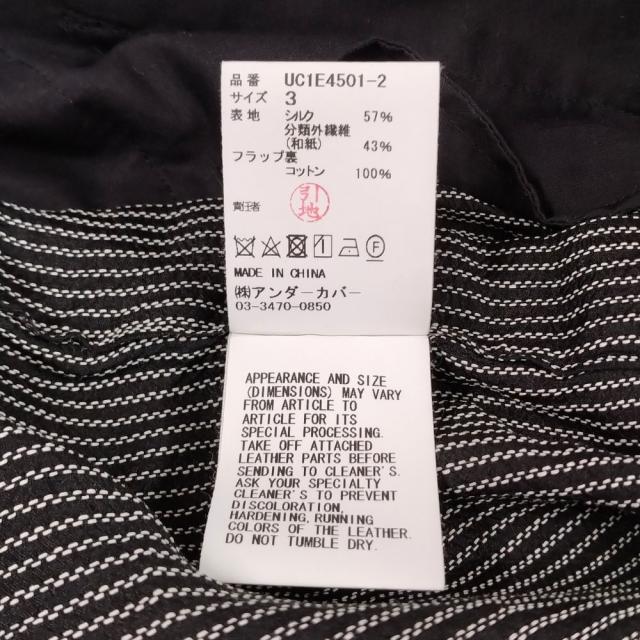 品番 UC1E4501-2
サイズ 3
表地 シルク 57%
分類外繊維
(和紙) 43%
フラップ裏
コットン 100%
責任者 引地
F
MADE IN CHINA
㈱アンダーカバー
03-3470-0850
APPEARANCE AND SIZE
(DIMENSIONS) MAY VARY
FROM ARTICLE TO
ARTICLE FOR ITS
SPECIAL PROCESSING.
TAKE OFF ATTACHED
LEATHER PARTS BEFORE
SENDING TO CLEANER'S.
ASK YOUR SPECIALTY
CLEANER'S TO PREVENT
DISCOLORATION,
HARDENING, RUNNING
COLORS OF THE LEATHER.
DO NOT TUMBLE DRY.